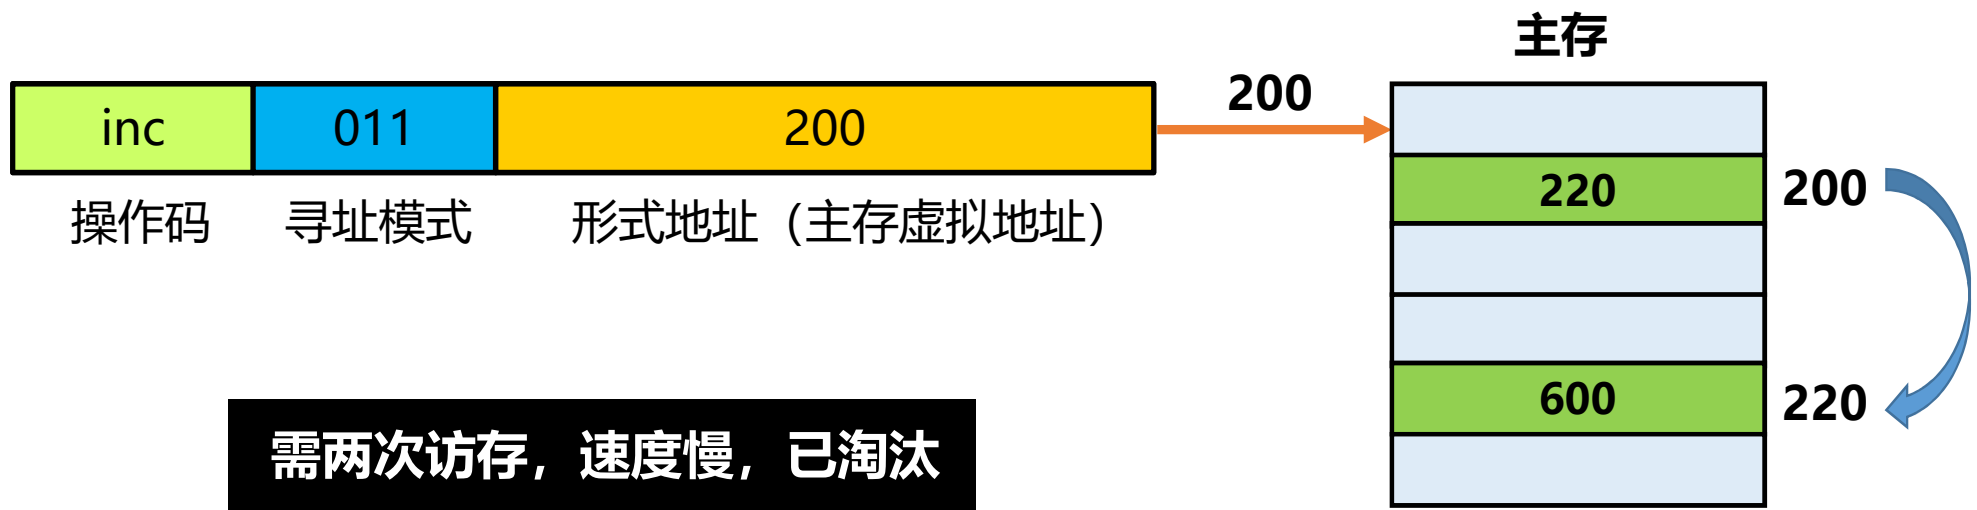 主存
200
inc 011 200
220 200
操作码 寻址模式 形式地址（主存虚拟地址）
600 220
需两次访存，速度慢，已淘汰